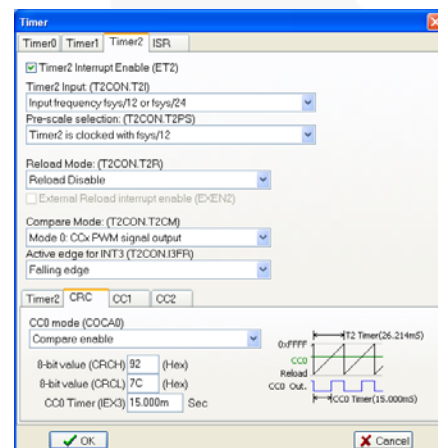 Timer
Timer0 Timer1 Timer2 ISR
Timer2 Interrupt Enable (ET2)
Timer2 Input: (T2CON.T2I)
Input frequency fsys/12 or fsys/24
Pre-scale selection: (T2CON.T2PS)
Timer2 is clocked with fsys/12
Reload Mode: (T2CON.T2R)
Reload Disable
External Reload interrupt enable (EXEN2)
Compare Mode: (T2CON.T2CM)
Mode 0: CCx PWM signal output
Active edge for INT3 (T2CON.I3FR)
Falling edge
Timer2 CRC CC1 CC2
CC0 mode (COCA0)
Compare enable
8-bit value (CRCH) 92 (Hex)
8-bit value (CRCL) 7C (Hex)
CC0 Timer (IEX3) 15.000m Sec
T2 Timer(26.214mS)
0xFFFF
CC0
Reload
CC0 Out.
CC0 Timer(15.000mS)
OK Cancel